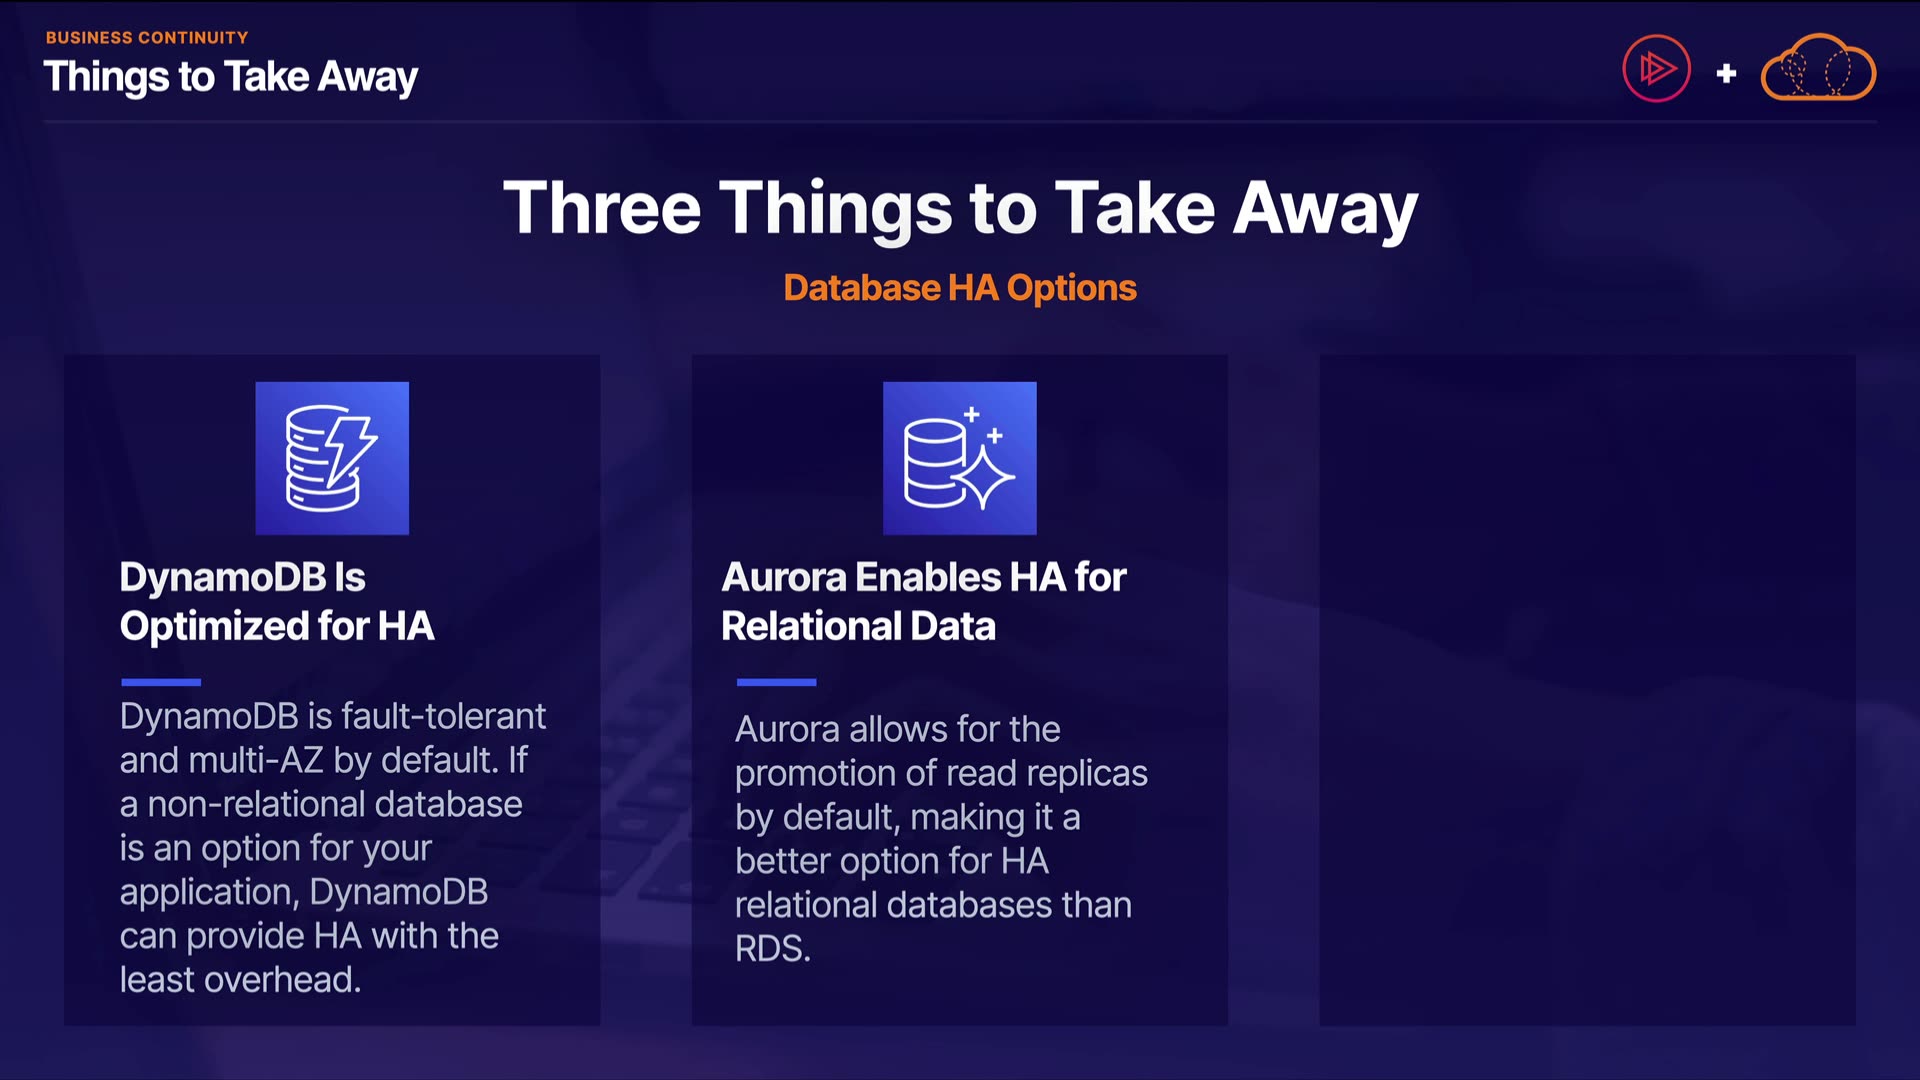 BUSINESS CONTINUITY
Things to Take Away
Three Things to Take Away
Database HA Options
DynamoDB Is
Optimized for HA
DynamoDB is fault-tolerant
and multi-AZ by default. If
a non-relational database
is an option for your
application, DynamoDB
can provide HA with the
least overhead.
Aurora Enables HA for
Relational Data
Aurora allows for the
promotion of read replicas
by default, making it a
better option for HA
relational databases than
RDS.